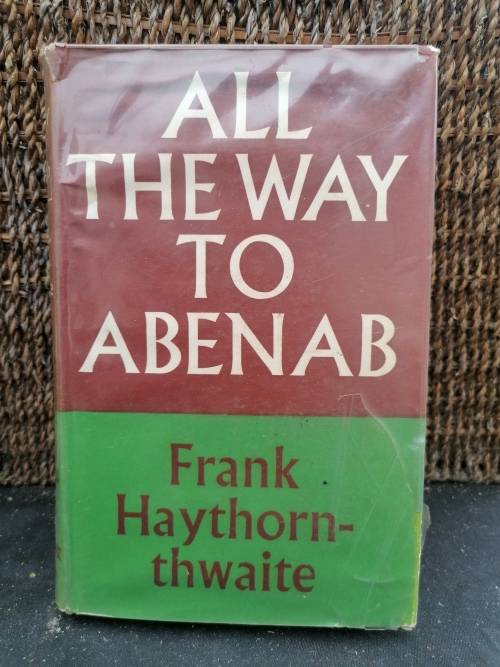 ALL
THE WAY
TO
ABENAB
Frank
Haythorn-
thwaite